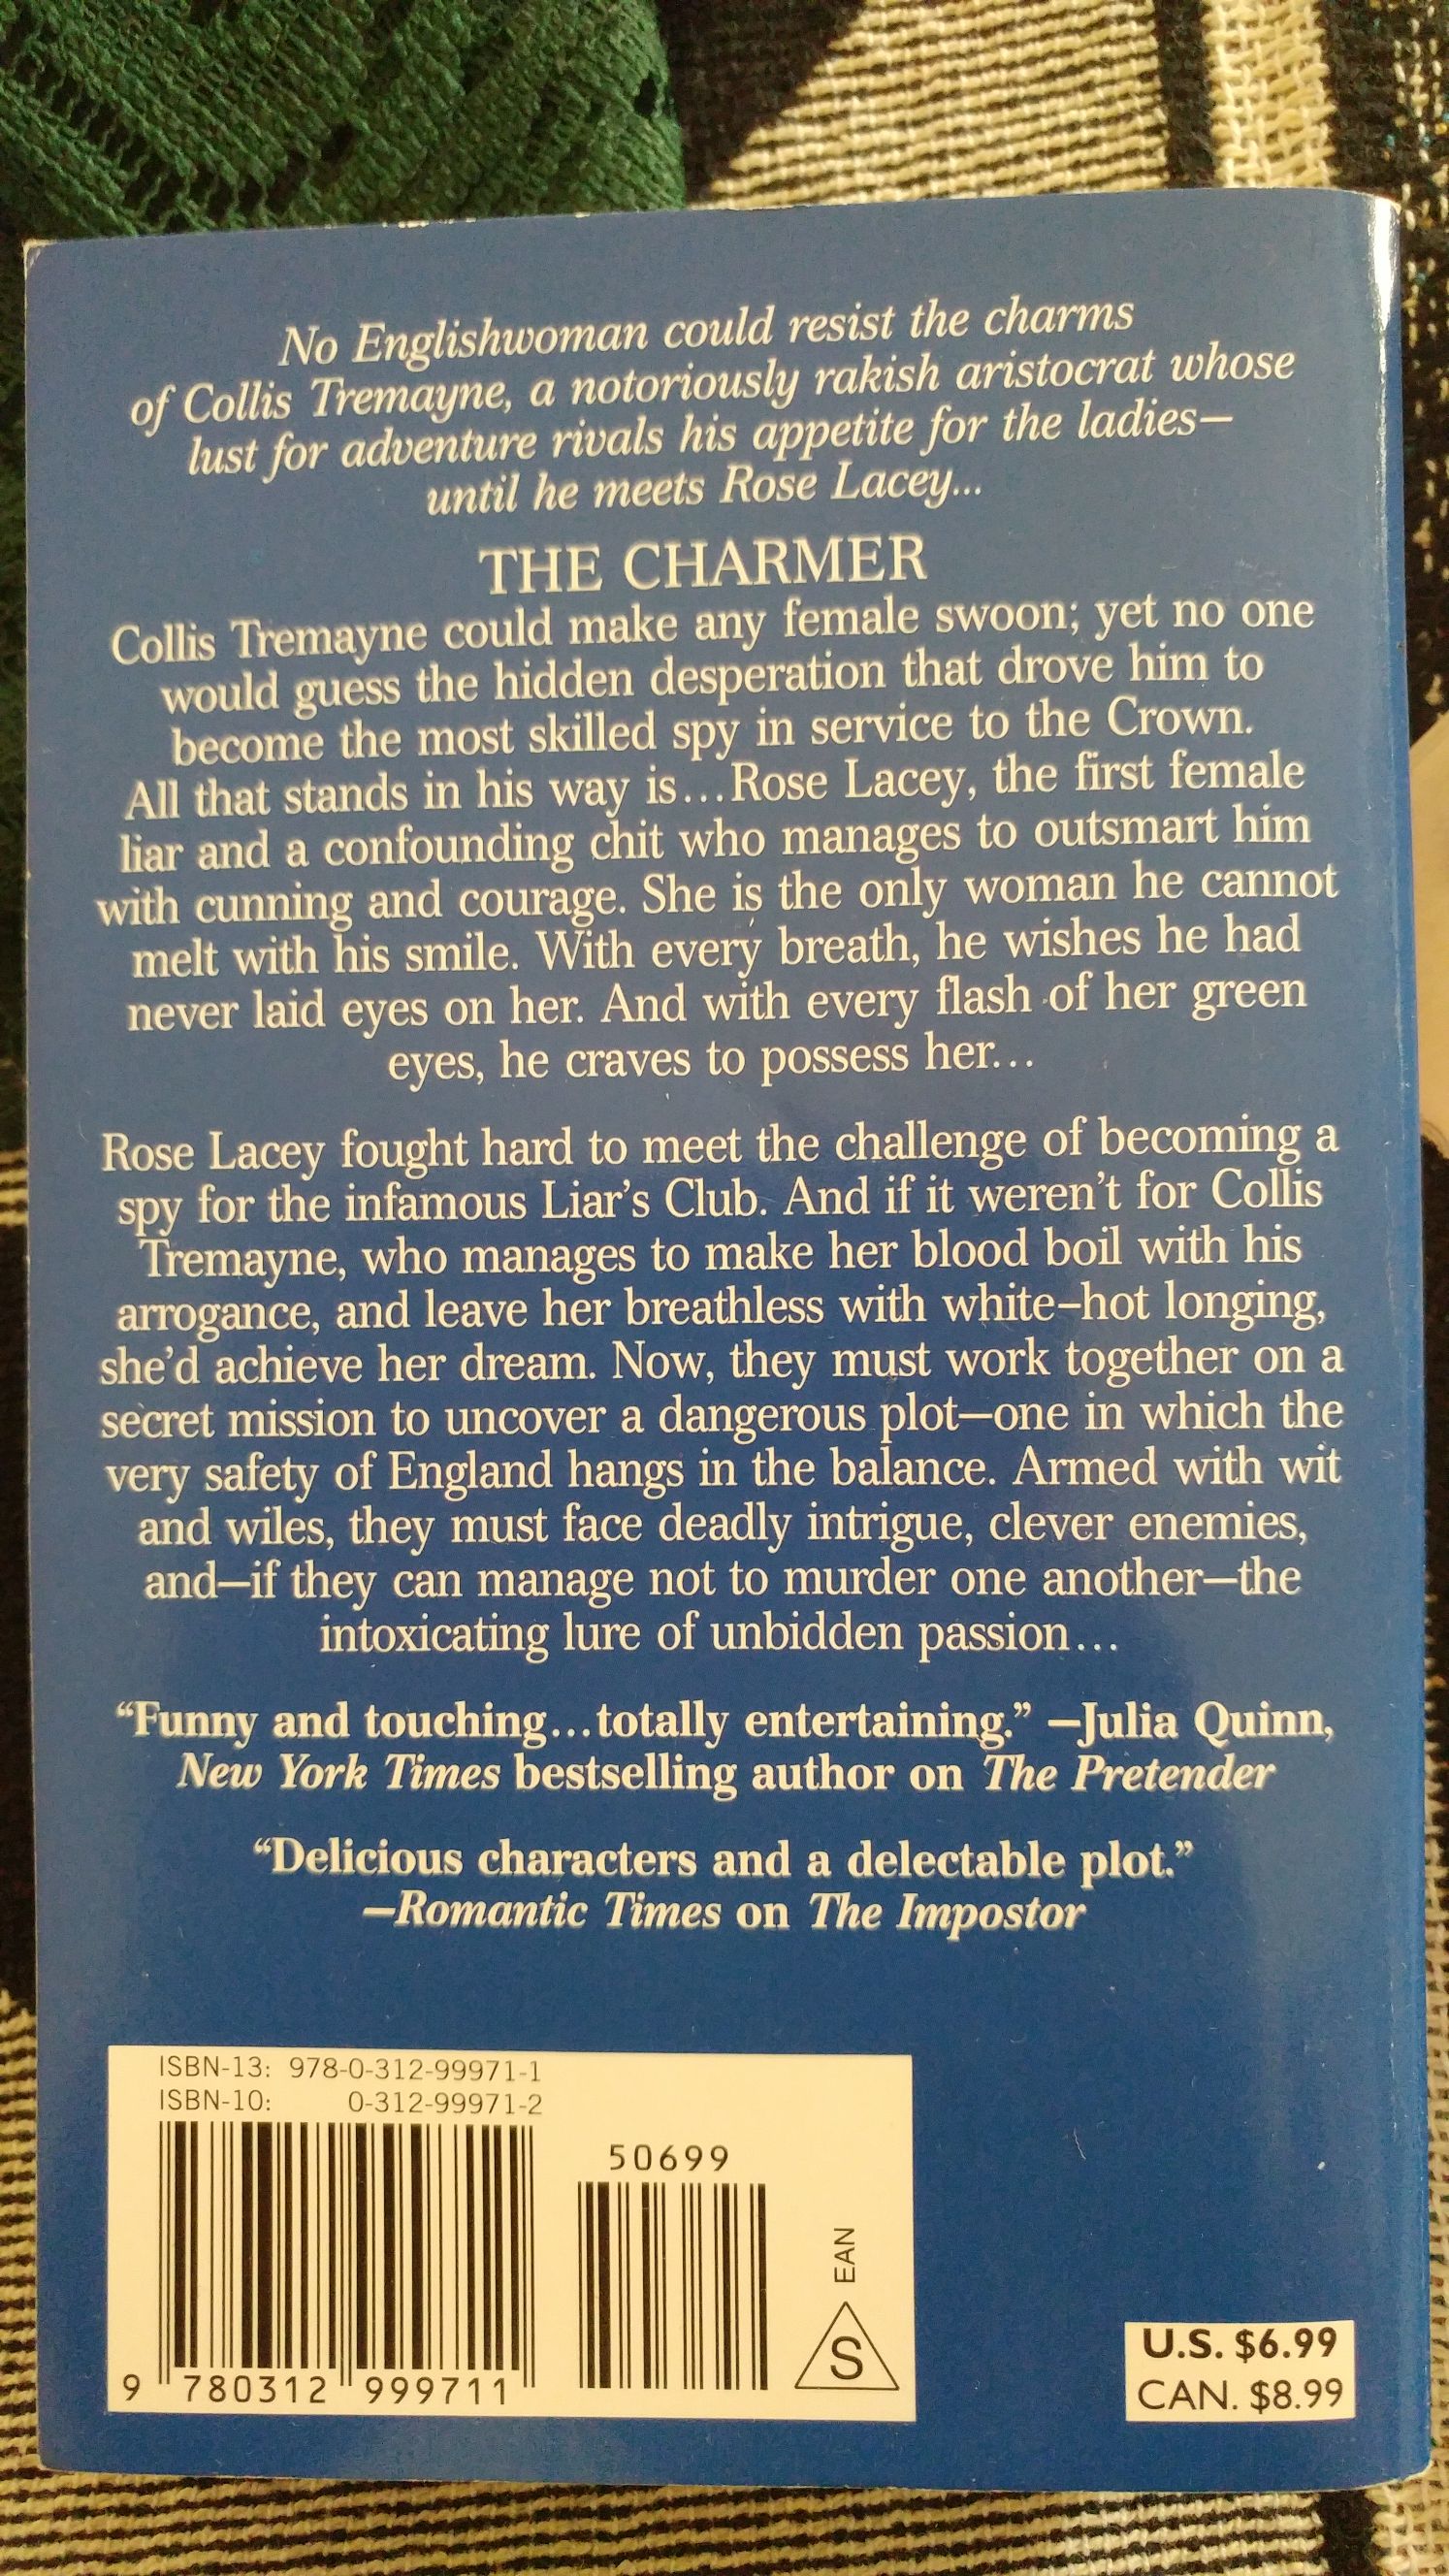 No Englishwoman could resist the charms
of Collis Tremayne, a notoriously rakish aristocrat whose
lust for adventure rivals his appetite for the ladies—
until he meets Rose Lacey...
THE CHARMER
Collis Tremayne could make any female swoon; yet no one
would guess the hidden desperation that drove him to
become the most skilled spy in service to the Crown.
All that stands in his way is...Rose Lacey, the first female
liar and a confounding chit who manages to outsmart him
with cunning and courage. She is the only woman he cannot
melt with his smile. With every breath, he wishes he had
never laid eyes on her. And with every flash of her green
eyes, he craves to possess her...
Rose Lacey fought hard to meet the challenge of becoming a
spy for the infamous Liar's Club. And if it weren't for Collis
Tremayne, who manages to make her blood boil with his
arrogance, and leave her breathless with white–hot longing,
she'd achieve her dream. Now, they must work together on a
secret mission to uncover a dangerous plot—one in which the
very safety of England hangs in the balance. Armed with wit
and wiles, they must face deadly intrigue, clever enemies,
and—if they can manage not to murder one another—the
intoxicating lure of unbidden passion...
“Funny and touching...totally entertaining.” —Julia Quinn,
New York Times bestselling author on The Pretender
“Delicious characters and a delectable plot.”
—Romantic Times on The Impostor
ISBN-13: 978-0-312-99971-1
ISBN-10: 0-312-99971-2
50699
EAN
S
9 780312 999711
U.S. $6.99
CAN. $8.99